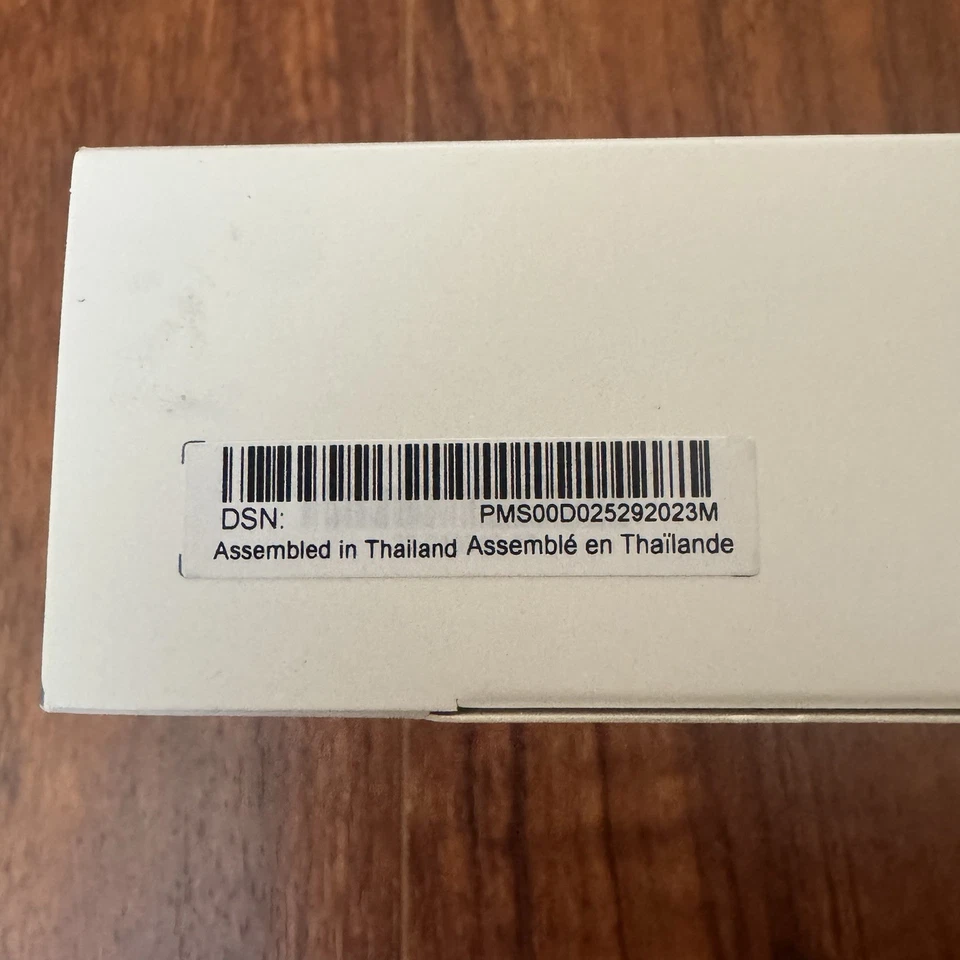 DSN: PMS00D025292023M
Assembled in Thailand Assemblé en Thaïlande